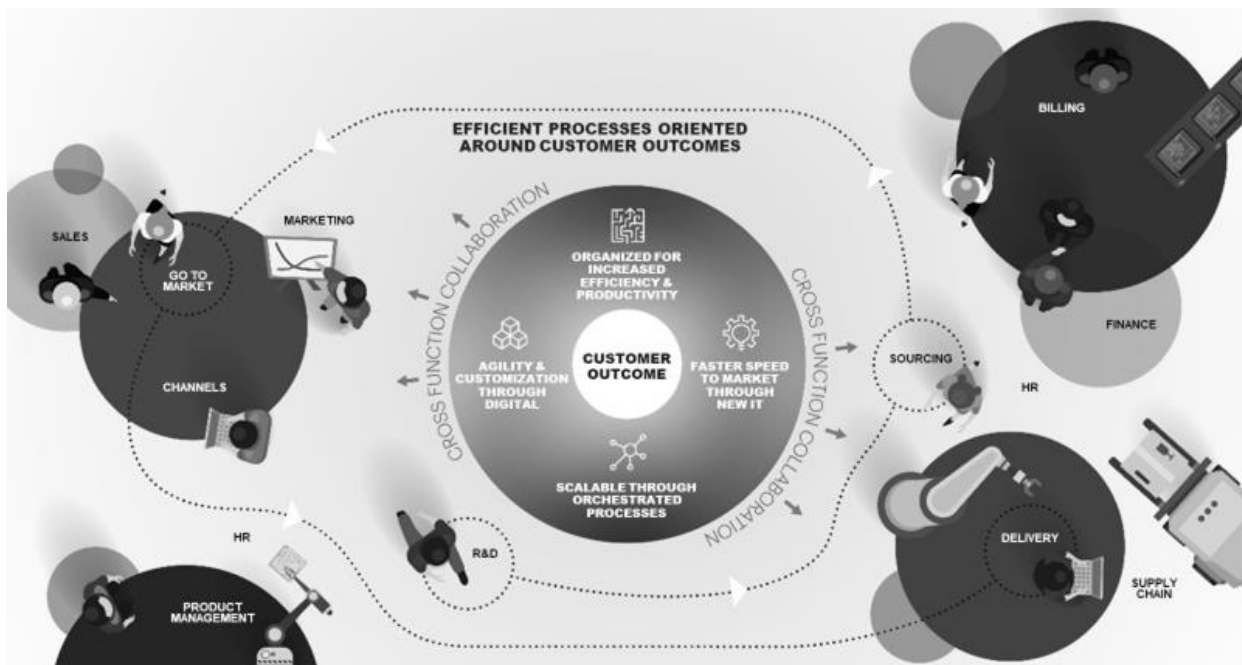 EFFICIENT PROCESSES ORIENTED
AROUND CUSTOMER OUTCOMES
BILLING
SALES
MARKETING
GO TO
MARKET
CHANNELS
CROSS FUNCTION COLLABORATION
ORGANIZED FOR
INCREASED
EFFICIENCY &
PRODUCTIVITY
AGILITY &
CUSTOMIZATION
THROUGH
DIGITAL
CUSTOMER
OUTCOME
FASTER SPEED
TO MARKET
THROUGH
NEW IT
SCALABLE THROUGH
ORCHESTRATED
PROCESSES
CROSS FUNCTION COLLABORATION
SOURCING
FINANCE
HR
HR
R&D
DELIVERY
SUPPLY
CHAIN
PRODUCT
MANAGEMENT